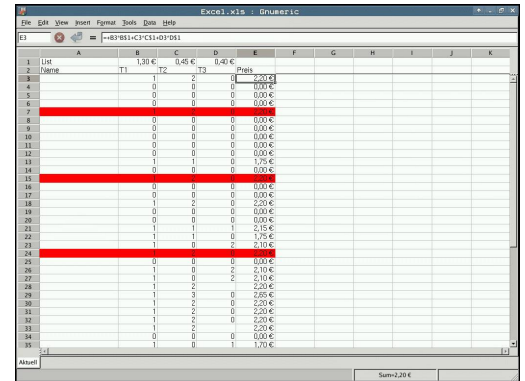 Excel.xls : Gnumeric
File Edit View Insert Format Tools Data Help
E3 =+B3*B$1+C3*C$1+D3*D$1
A B C D E F G H I J K
1 List 1,30 € 0,45 € 0,40 €
2 Name T1 T2 T3 Preis
3 1 2 0 2,20 €
4 0 0 0 0,00 €
5 0 0 0 0,00 €
6 0 0 0 0,00 €
7
8 0 0 0 0,00 €
9 0 0 0 0,00 €
10 0 0 0 0,00 €
11 0 0 0 0,00 €
12 0 0 0 0,00 €
13 1 1 0 1,75 €
14 0 0 0 0,00 €
15
16 0 0 0 0,00 €
17 0 0 0 0,00 €
18 1 2 0 2,20 €
19 0 0 0 0,00 €
20 0 0 0 0,00 €
21 1 1 1 2,15 €
22 1 1 0 1,75 €
23 1 0 2 2,10 €
24
25 0 0 0 0,00 €
26 1 0 2 2,10 €
27 1 0 2 2,10 €
28 1 2 2,20 €
29 1 3 0 2,65 €
30 1 2 0 2,20 €
31 1 2 0 2,20 €
32 1 2 0 2,20 €
33 1 2 2,20 €
34 0 0 0 0,00 €
35 1 0 1 1,70 €
Aktuell
Sum=2,20 €